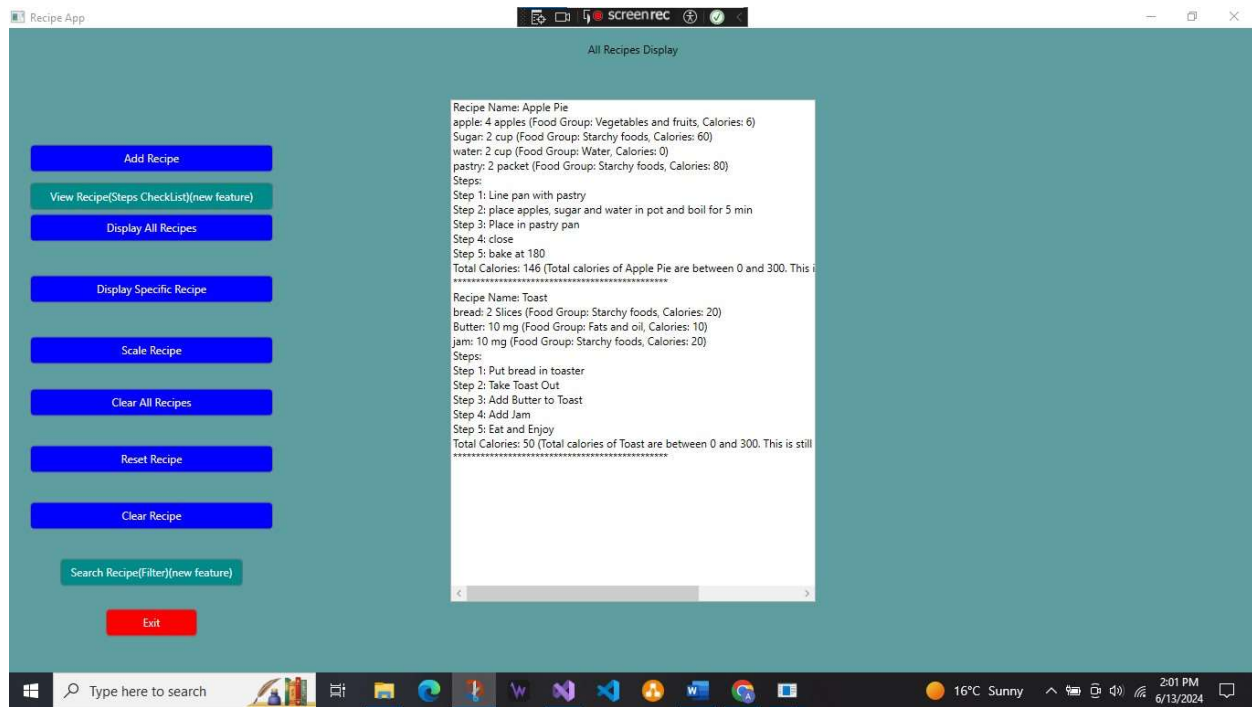 Recipe App
screenrec
All Recipes Display
Add Recipe
View Recipe(Steps CheckList)(new feature)
Display All Recipes
Display Specific Recipe
Scale Recipe
Clear All Recipes
Reset Recipe
Clear Recipe
Search Recipe(Filter)(new feature)
Exit
Recipe Name: Apple Pie
apple: 4 apples (Food Group: Vegetables and fruits, Calories: 6)
Sugar: 2 cup (Food Group: Starchy foods, Calories: 60)
water: 2 cup (Food Group: Water, Calories: 0)
pastry: 2 packet (Food Group: Starchy foods, Calories: 80)
Steps:
Step 1: Line pan with pastry
Step 2: place apples, sugar and water in pot and boil for 5 min
Step 3: Place in pastry pan
Step 4: close
Step 5: bake at 180
Total Calories: 146 (Total calories of Apple Pie are between 0 and 300. This i
**********************************************
Recipe Name: Toast
bread: 2 Slices (Food Group: Starchy foods, Calories: 20)
Butter: 10 mg (Food Group: Fats and oil, Calories: 10)
jam: 10 mg (Food Group: Starchy foods, Calories: 20)
Steps:
Step 1: Put bread in toaster
Step 2: Take Toast Out
Step 3: Add Butter to Toast
Step 4: Add Jam
Step 5: Eat and Enjoy
Total Calories: 50 (Total calories of Toast are between 0 and 300. This is still
**********************************************
Type here to search
16°C Sunny
2:01 PM
6/13/2024